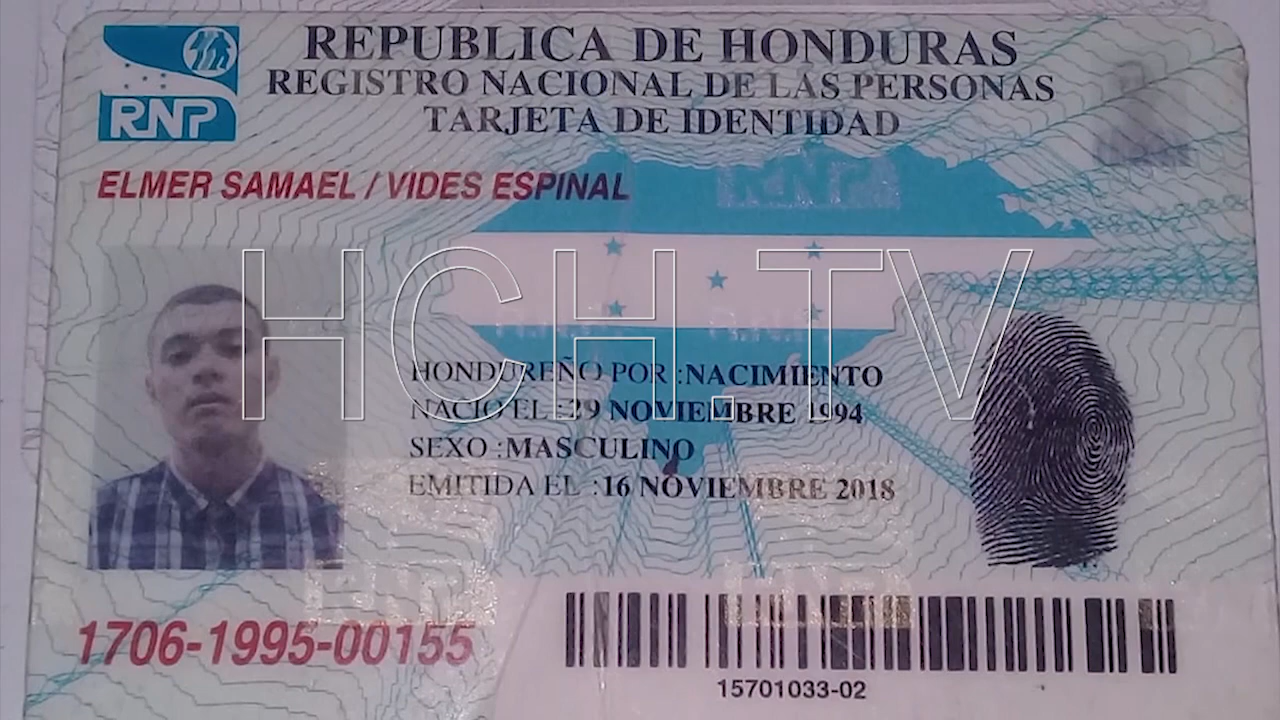 REPUBLICA DE HONDURAS
REGISTRO NACIONAL DE LAS PERSONAS
TARJETA DE IDENTIDAD
RNP
RNP
ELMER SAMAEL / VIDES ESPINAL
HCH.TV
HONDUREÑO POR :NACIMIENTO
NACIO EL :29 NOVIEMBRE 1994
SEXO :MASCULINO
EMITIDA EL :16 NOVIEMBRE 2018
1706-1995-00155
15701033-02